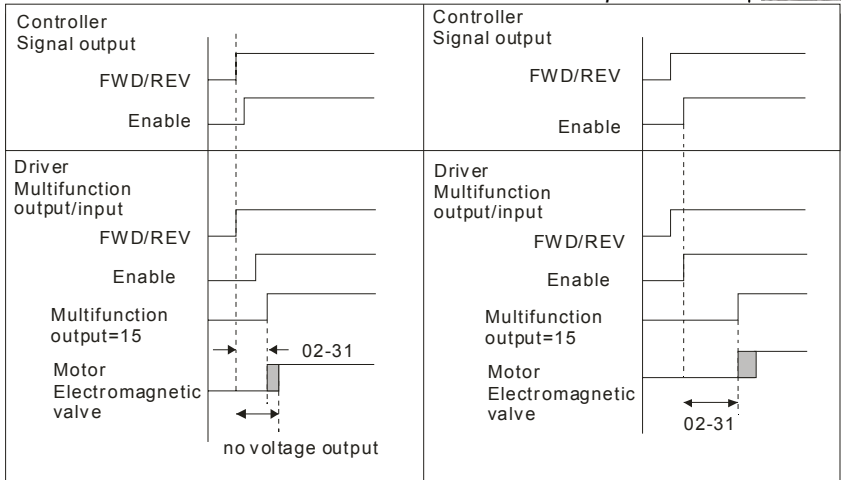 Controller
Signal output
FWD/REV
Enable
Driver
Multifunction
output/input
FWD/REV
Enable
Multifunction
output=15
02-31
Motor
Electromagnetic
valve
no voltage output
Controller
Signal output
FWD/REV
Enable
Driver
Multifunction
output/input
FWD/REV
Enable
Multifunction
output=15
Motor
Electromagnetic
valve
02-31